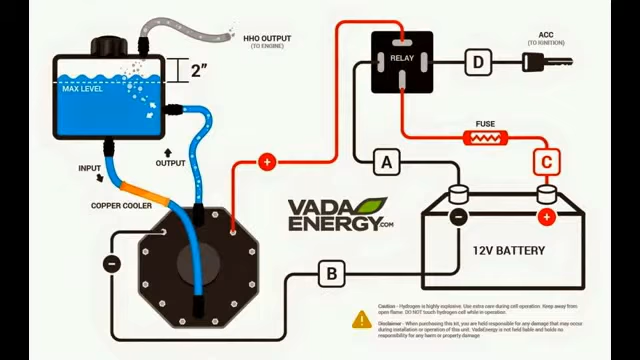 HHO OUTPUT
(TO ENGINE)
2"
MAX LEVEL
INPUT
OUTPUT
COPPER COOLER
RELAY
D
ACC
(TO IGNITION)
FUSE
A
C
+
VADA
ENERGY.COM
−
+
12V BATTERY
−
B
Caution - Hydrogen is highly explosive. Use extra care during cell operation. Keep away from
open flame. DO NOT touch hydrogen cell while in operation.
Disclaimer - When purchasing this kit, you are held responsible for any damage that may occur
during installation or operation of this unit. VadaEnergy is not held liable and holds no
responsibility for any harm or property damage